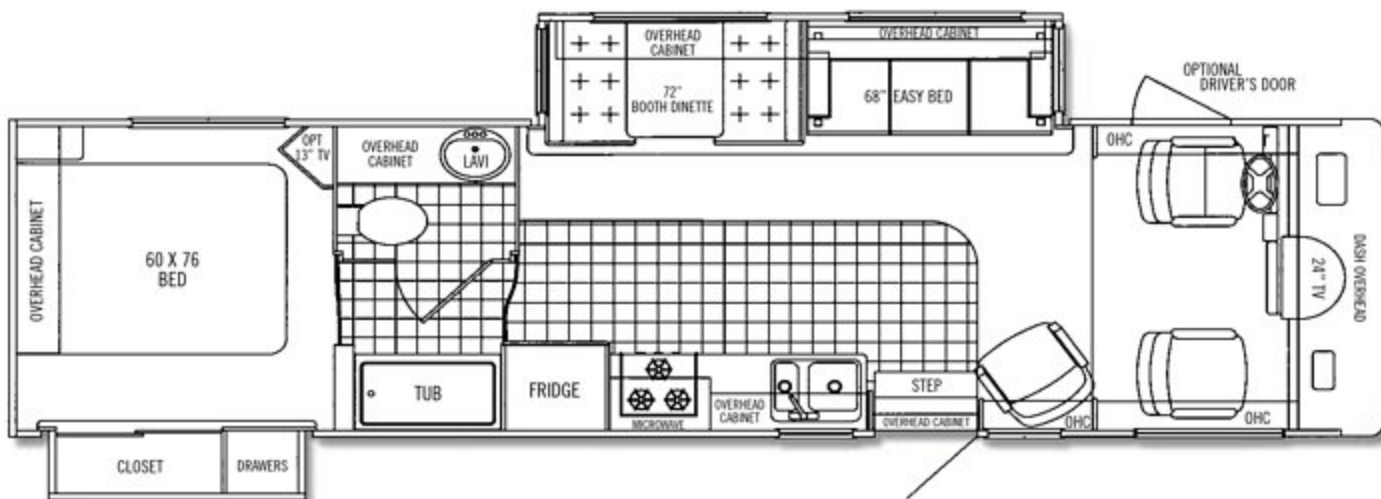 OVERHEAD
CABINET
72"
BOOTH DINETTE
OVERHEAD CABINET
68" EASY BED
OPTIONAL
DRIVER'S DOOR
OVERHEAD CABINET
60 X 76
BED
OPT
13" TV
OVERHEAD
CABINET
LAVI
OHC
24" TV
DASH OVERHEAD
TUB
FRIDGE
MICROWAVE
OVERHEAD
CABINET
STEP
OVERHEAD CABINET
OHC
OHC
CLOSET
DRAWERS